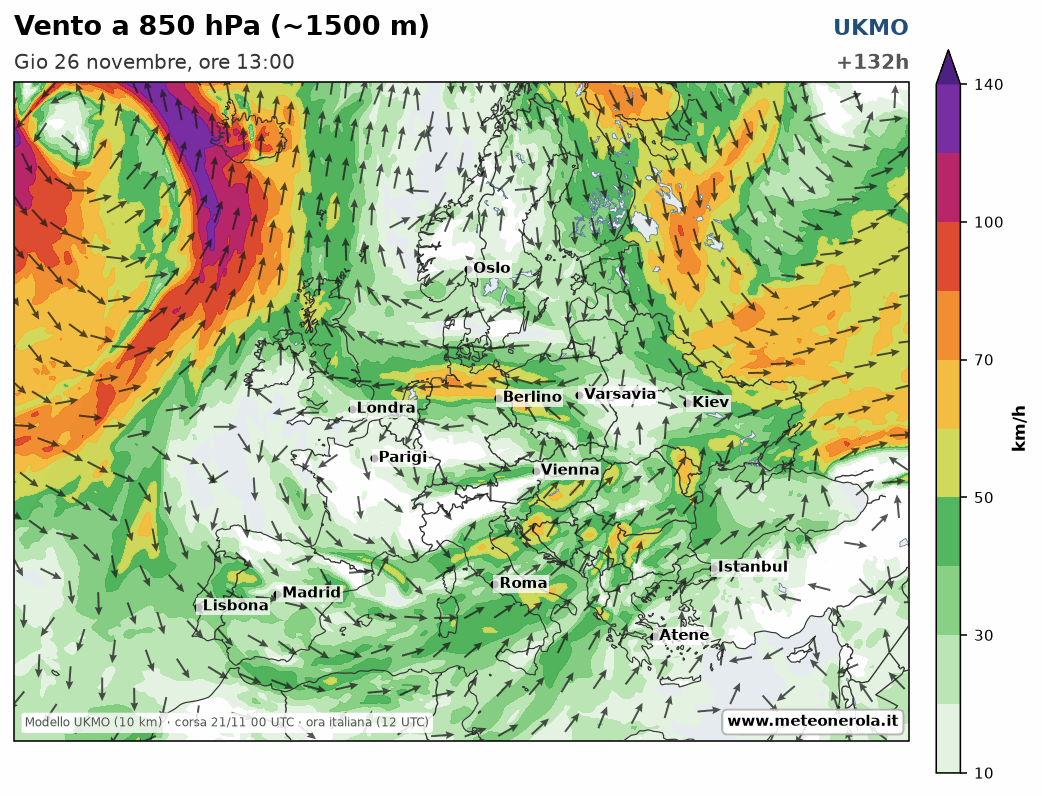 Vento a 850 hPa (~1500 m)
UKMO
Gio 26 novembre, ore 13:00
+132h
140
100
70
50
30
10
km/h
Oslo
Londra
Berlino
Varsavia
Kiev
Parigi
Vienna
Roma
Istanbul
Madrid
Lisbona
Atene
Modello UKMO (10 km) · corsa 21/11 00 UTC · ora italiana (12 UTC)
www.meteonerola.it